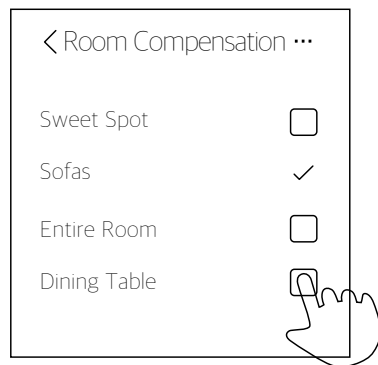 Room Compensation ...
Sweet Spot
Sofas
Entire Room
Dining Table